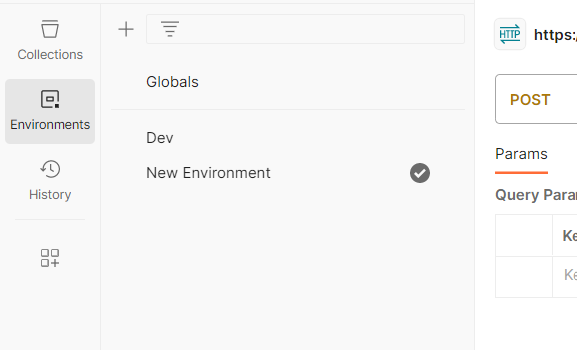 Collections
Environments
History
Globals
Dev
New Environment
HTTP
https:/
POST
Params
Query Para
Ke
Ke